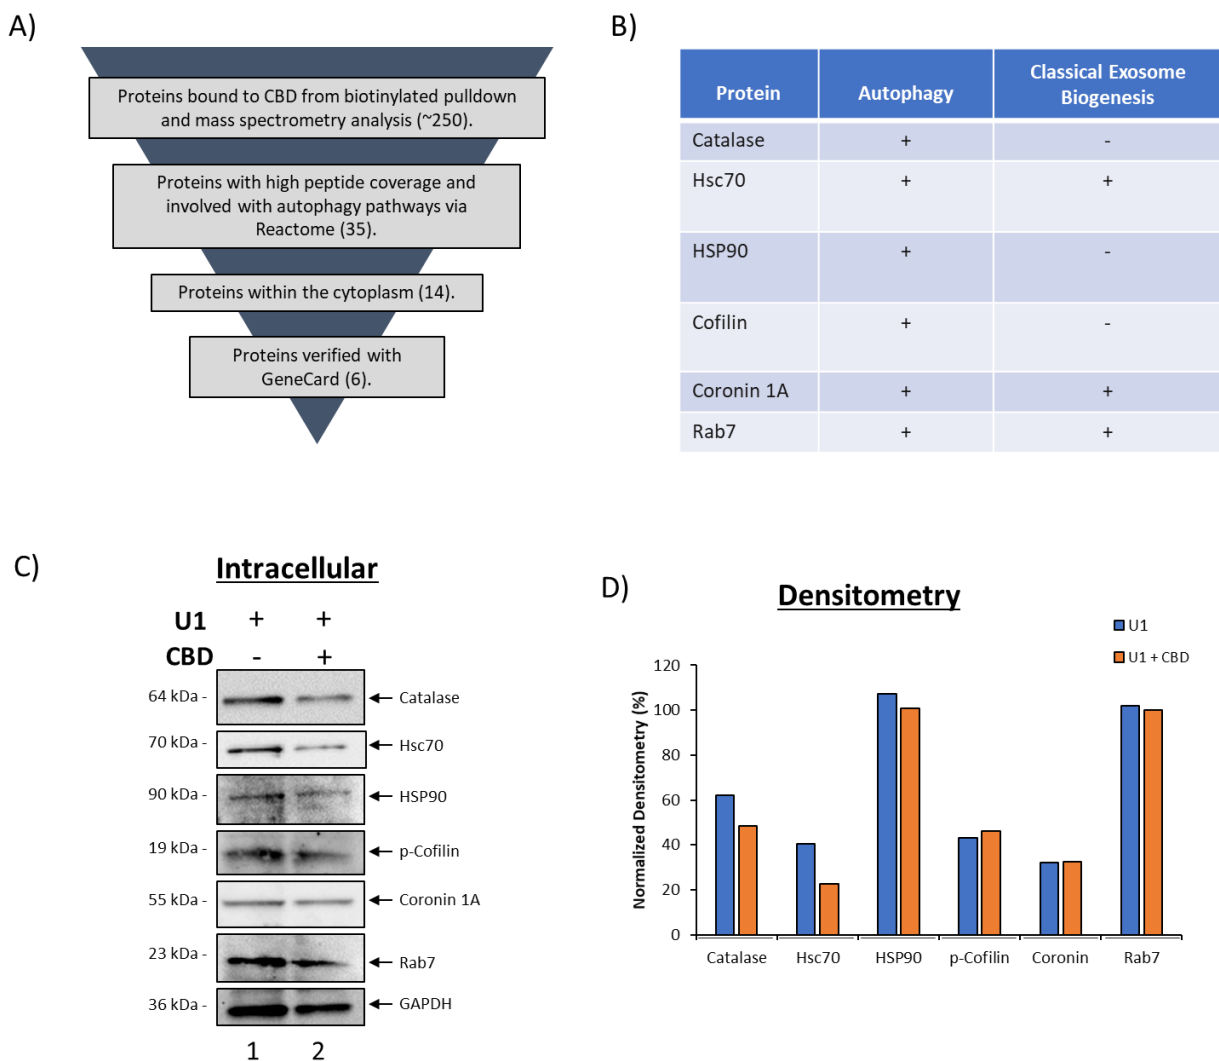 A)
Proteins bound to CBD from biotinylated pulldown
and mass spectrometry analysis (~250).
Proteins with high peptide coverage and
involved with autophagy pathways via
Reactome (35).
Proteins within the cytoplasm (14).
Proteins verified with
GeneCard (6).
B)
Protein Autophagy Classical Exosome
Biogenesis
Catalase + -
Hsc70 + +
HSP90 + -
Cofilin + -
Coronin 1A + +
Rab7 + +
C)
Intracellular
U1 + +
CBD - +
64 kDa - Catalase
70 kDa - Hsc70
90 kDa - HSP90
19 kDa - p-Cofilin
55 kDa - Coronin 1A
23 kDa - Rab7
36 kDa - GAPDH
1 2
D)
Densitometry
U1
U1 + CBD
Normalized Densitometry (%)
120
100
80
60
40
20
0
Catalase Hsc70 HSP90 p-Cofilin Coronin Rab7